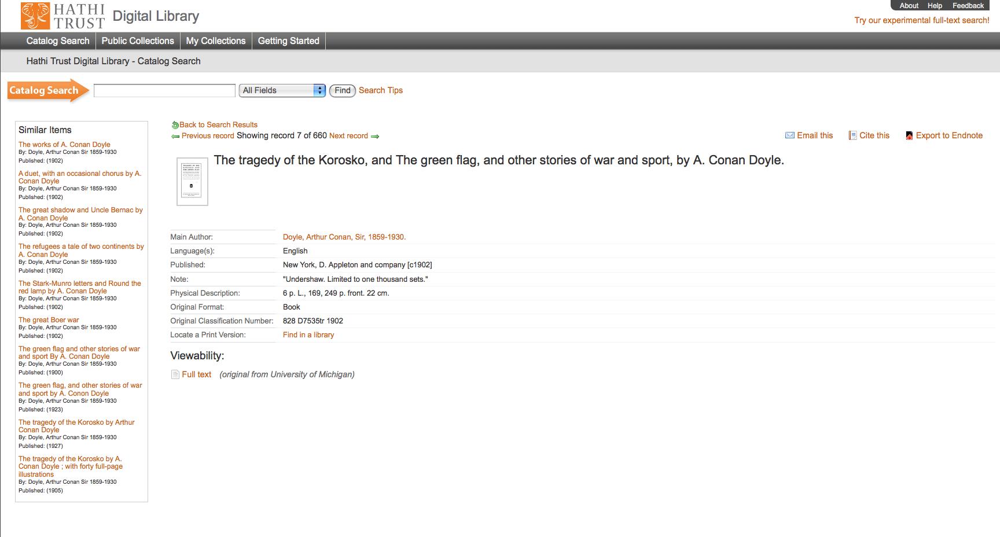 HATHI
TRUST
Digital Library
About Help Feedback
Try our experimental full-text search!
Catalog Search Public Collections My Collections Getting Started
Hathi Trust Digital Library - Catalog Search
Catalog Search All Fields Find Search Tips
Similar Items
The works of A. Conan Doyle
By: Doyle, Arthur Conan Sir 1859-1930
Published: (1902)
A duet, with an occasional chorus by A.
Conan Doyle
By: Doyle, Arthur Conan Sir 1859-1930
Published: (1902)
The great shadow and Uncle Bernac by
A. Conan Doyle
By: Doyle, Arthur Conan Sir 1859-1930
Published: (1902)
The refugees a tale of two continents by
A. Conan Doyle
By: Doyle, Arthur Conan Sir 1859-1930
Published: (1902)
The Stark-Munro letters and Round the
red lamp by A. Conan Doyle
By: Doyle, Arthur Conan Sir 1859-1930
Published: (1902)
The great Boer war
By: Doyle, Arthur Conan Sir 1859-1930
Published: (1902)
The green flag and other stories of war
and sport By A. Conan Doyle
By: Doyle, Arthur Conan Sir 1859-1930
Published: (1900)
The green flag, and other stories of war
and sport by A. Conon Doyle
By: Doyle, Arthur Conan Sir 1859-1930
Published: (1923)
The tragedy of the Korosko by Arthur
Conan Doyle
By: Doyle, Arthur Conan Sir 1859-1930
Published: (1927)
The tragedy of the Korosko by A.
Conan Doyle ; with forty full-page
illustrations
By: Doyle, Arthur Conan Sir 1859-1930
Published: (1905)
Back to Search Results
Previous record Showing record 7 of 660 Next record
Email this Cite this Export to Endnote
The tragedy of the Korosko, and The green flag, and other stories of war and sport, by A. Conan Doyle.
Main Author: Doyle, Arthur Conan, Sir, 1859-1930.
Language(s): English
Published: New York, D. Appleton and company [c1902]
Note: "Undershaw. Limited to one thousand sets."
Physical Description: 6 p. L., 169, 249 p. front. 22 cm.
Original Format: Book
Original Classification Number: 828 D7535tr 1902
Locate a Print Version: Find in a library
Viewability:
Full text (original from University of Michigan)